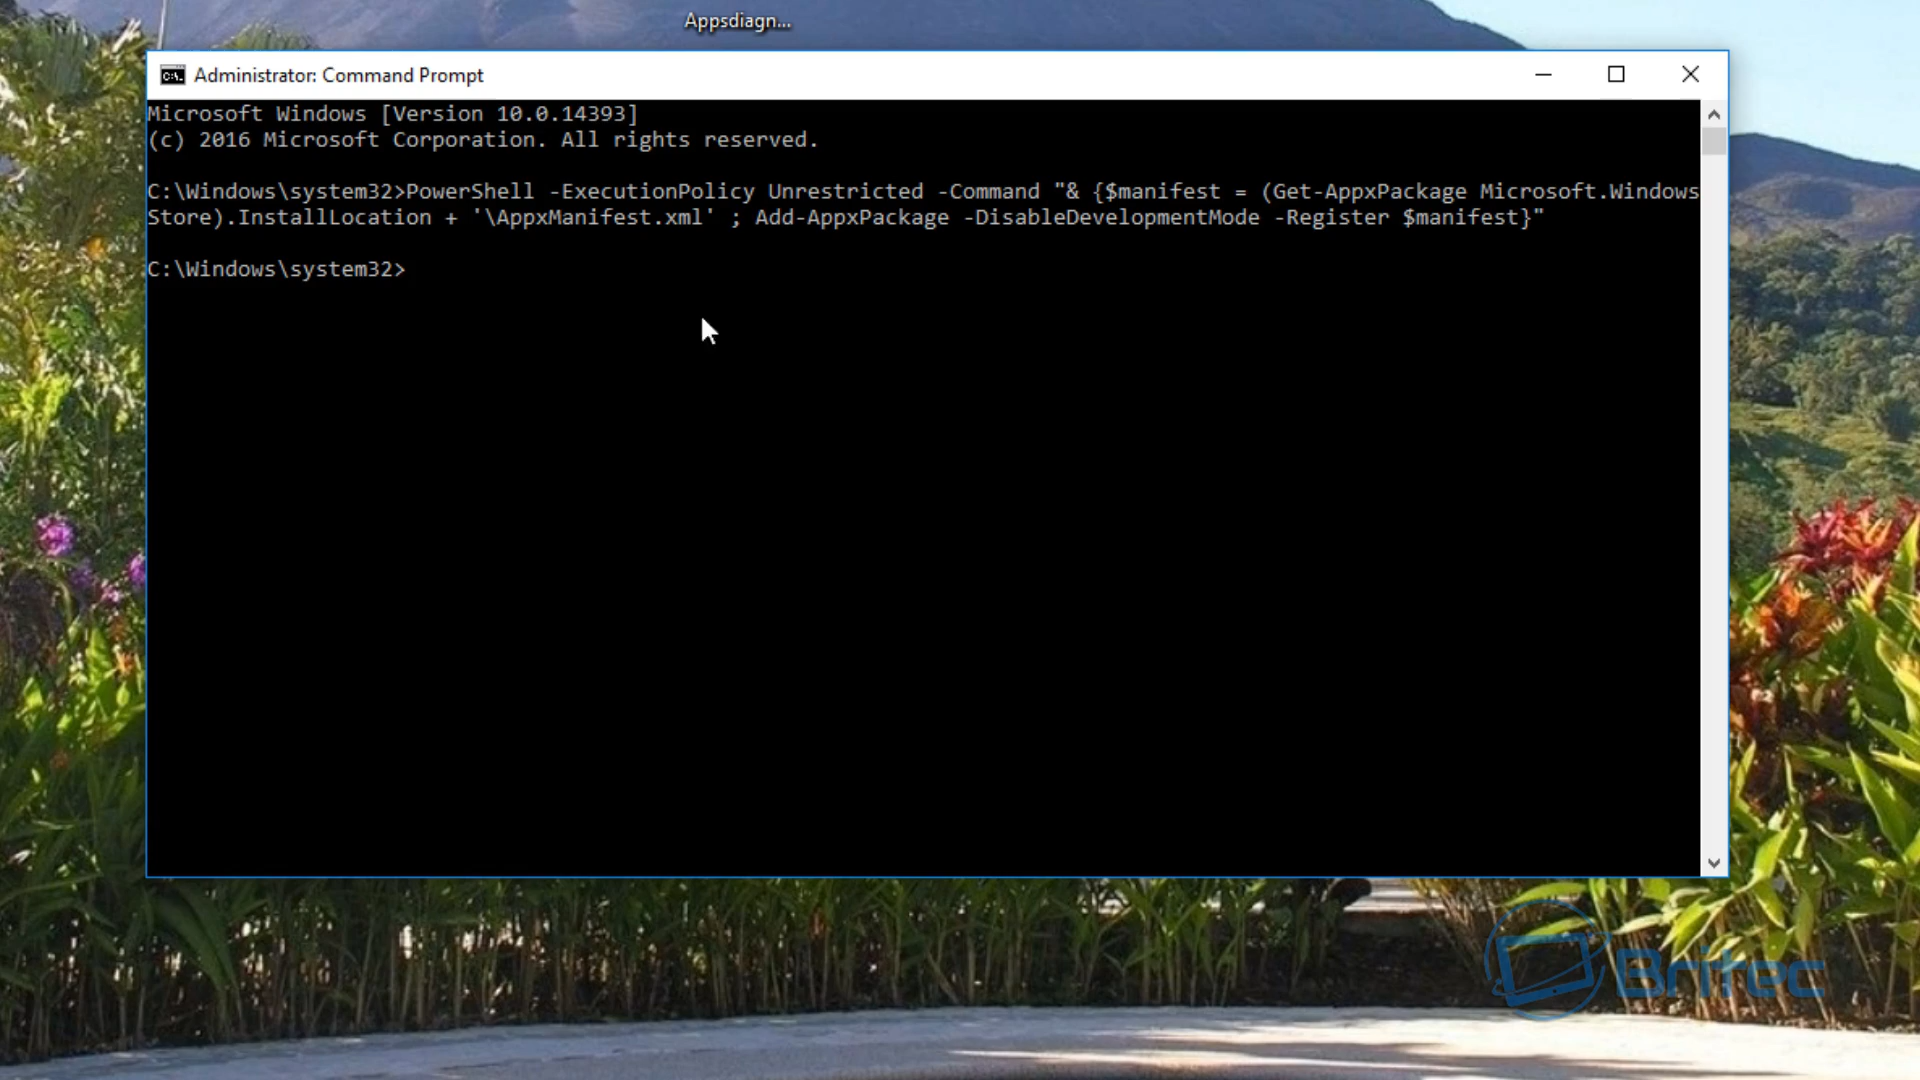 Appsdiagn...
Administrator: Command Prompt
Microsoft Windows [Version 10.0.14393]
(c) 2016 Microsoft Corporation. All rights reserved.
C:\Windows\system32>PowerShell -ExecutionPolicy Unrestricted -Command "& {$manifest = (Get-AppxPackage Microsoft.Windows
Store).InstallLocation + '\AppxManifest.xml' ; Add-AppxPackage -DisableDevelopmentMode -Register $manifest}"
C:\Windows\system32>
Britec